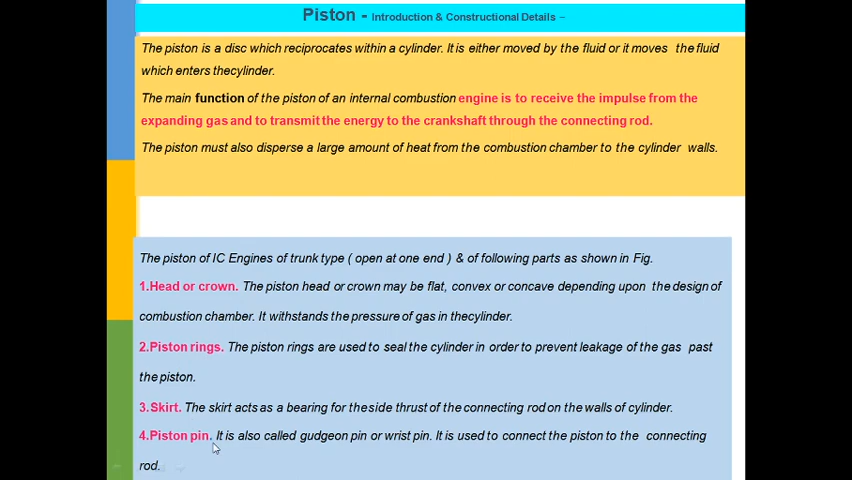 Piston - Introduction & Constructional Details –
The piston is a disc which reciprocates within a cylinder. It is either moved by the fluid or it moves the fluid
which enters thecylinder.
The main function of the piston of an internal combustion engine is to receive the impulse from the
expanding gas and to transmit the energy to the crankshaft through the connecting rod.
The piston must also disperse a large amount of heat from the combustion chamber to the cylinder walls.
The piston of IC Engines of trunk type ( open at one end ) & of following parts as shown in Fig.
1.Head or crown. The piston head or crown may be flat, convex or concave depending upon the design of
combustion chamber. It withstands the pressure of gas in thecylinder.
2.Piston rings. The piston rings are used to seal the cylinder in order to prevent leakage of the gas past
the piston.
3.Skirt. The skirt acts as a bearing for the side thrust of the connecting rod on the walls of cylinder.
4.Piston pin. It is also called gudgeon pin or wrist pin. It is used to connect the piston to the connecting
rod.